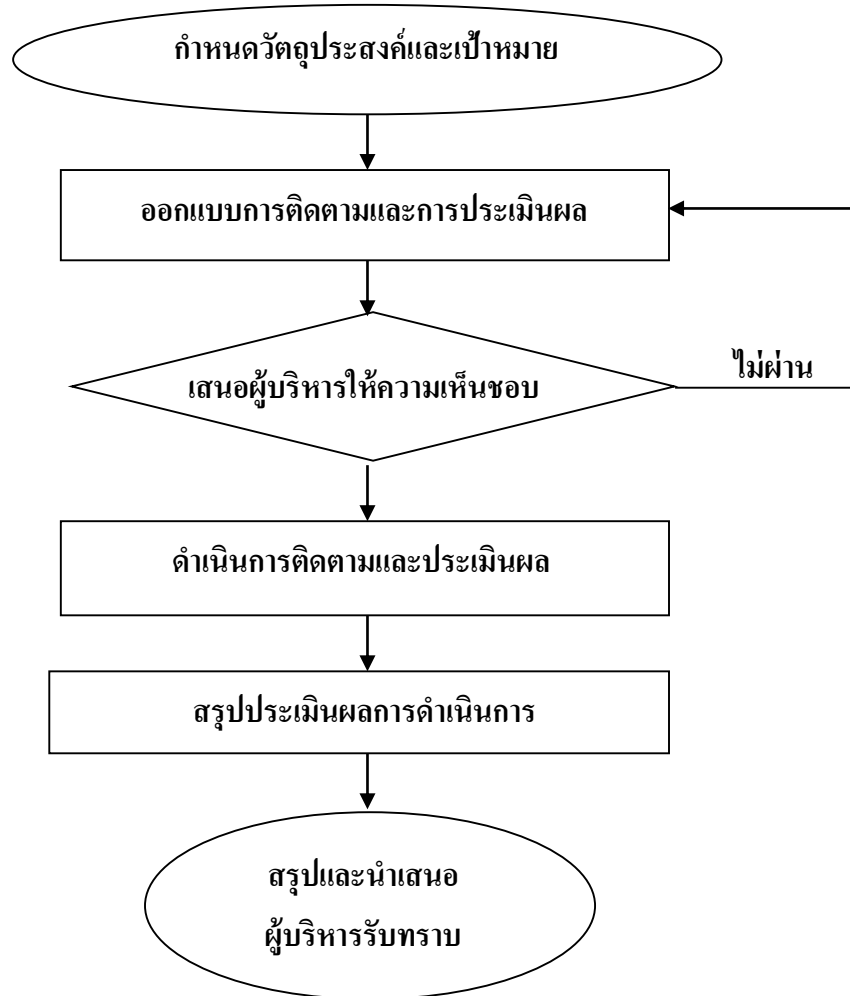 กำหนดวัตถุประสงค์และเป้าหมาย
ออกแบบการติดตามและการประเมินผล
เสนอผู้บริหารให้ความเห็นชอบ
ไม่ผ่าน
ดำเนินการติดตามและประเมินผล
สรุปประเมินผลการดำเนินการ
สรุปและนำเสนอ
ผู้บริหารรับทราบ